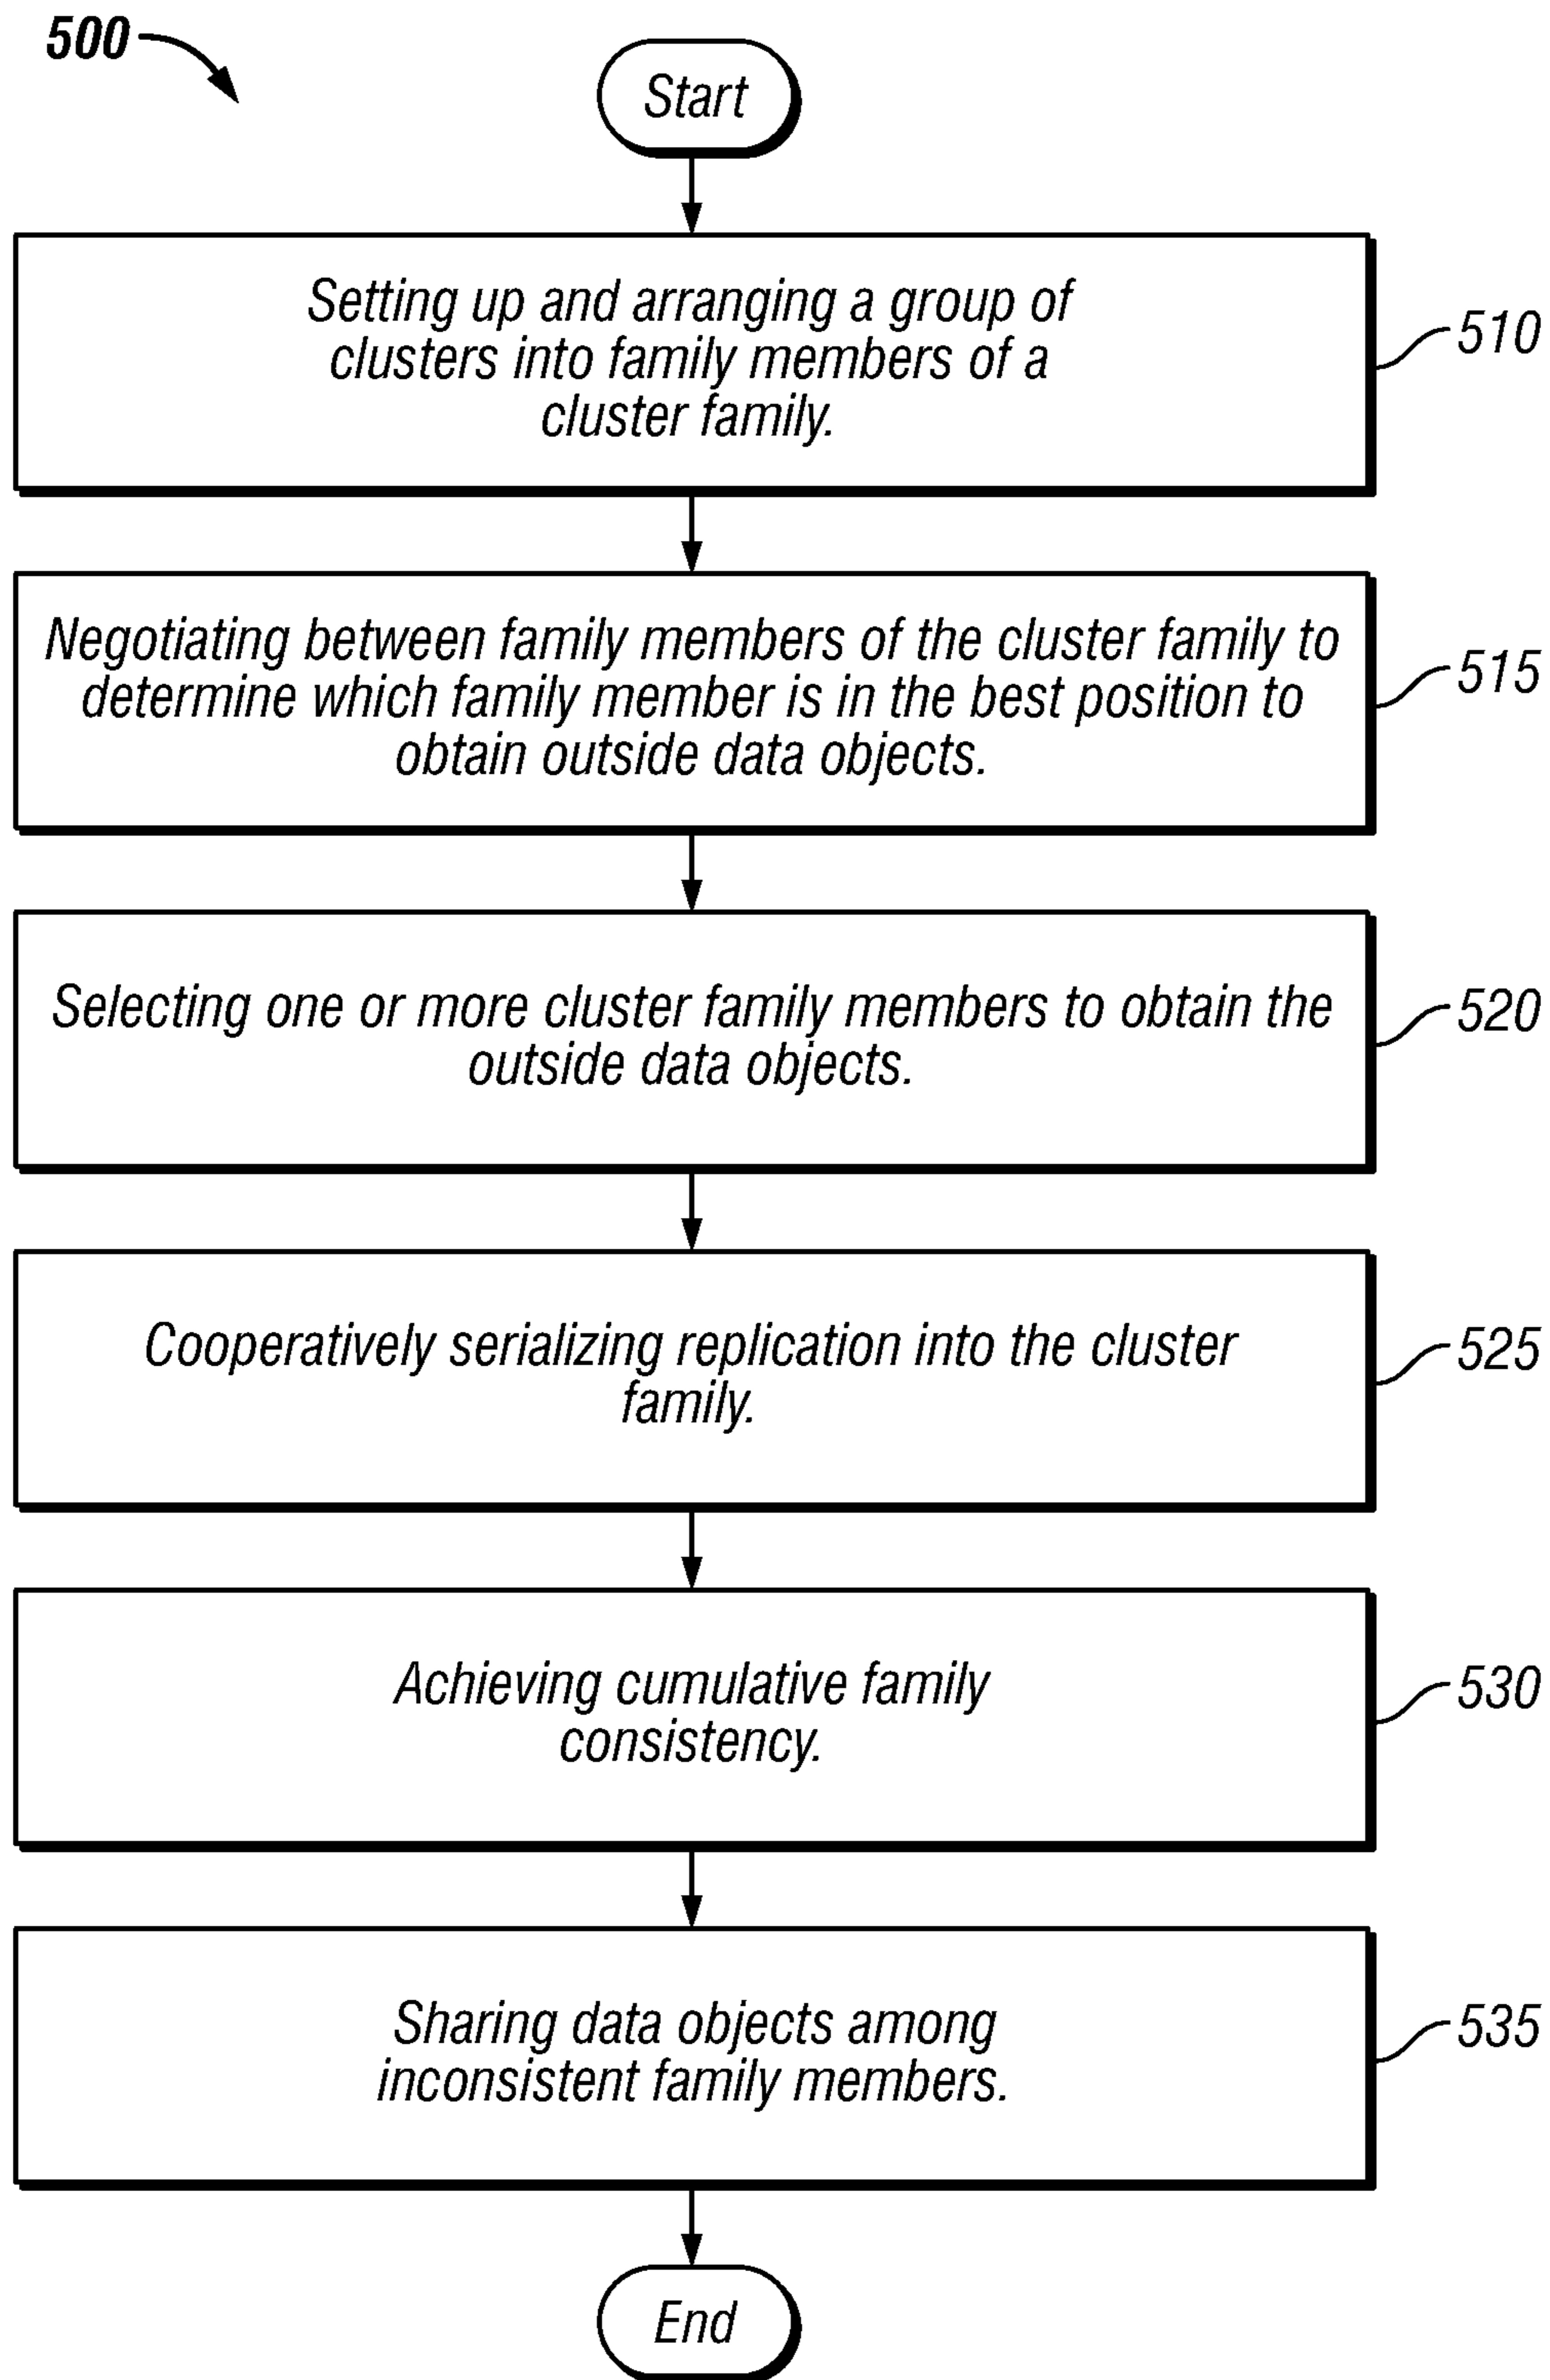 500
Start
Setting up and arranging a group of
clusters into family members of a
cluster family.
510
Negotiating between family members of the cluster family to
determine which family member is in the best position to
obtain outside data objects.
515
Selecting one or more cluster family members to obtain the
outside data objects.
520
Cooperatively serializing replication into the cluster
family.
525
Achieving cumulative family
consistency.
530
Sharing data objects among
inconsistent family members.
535
End